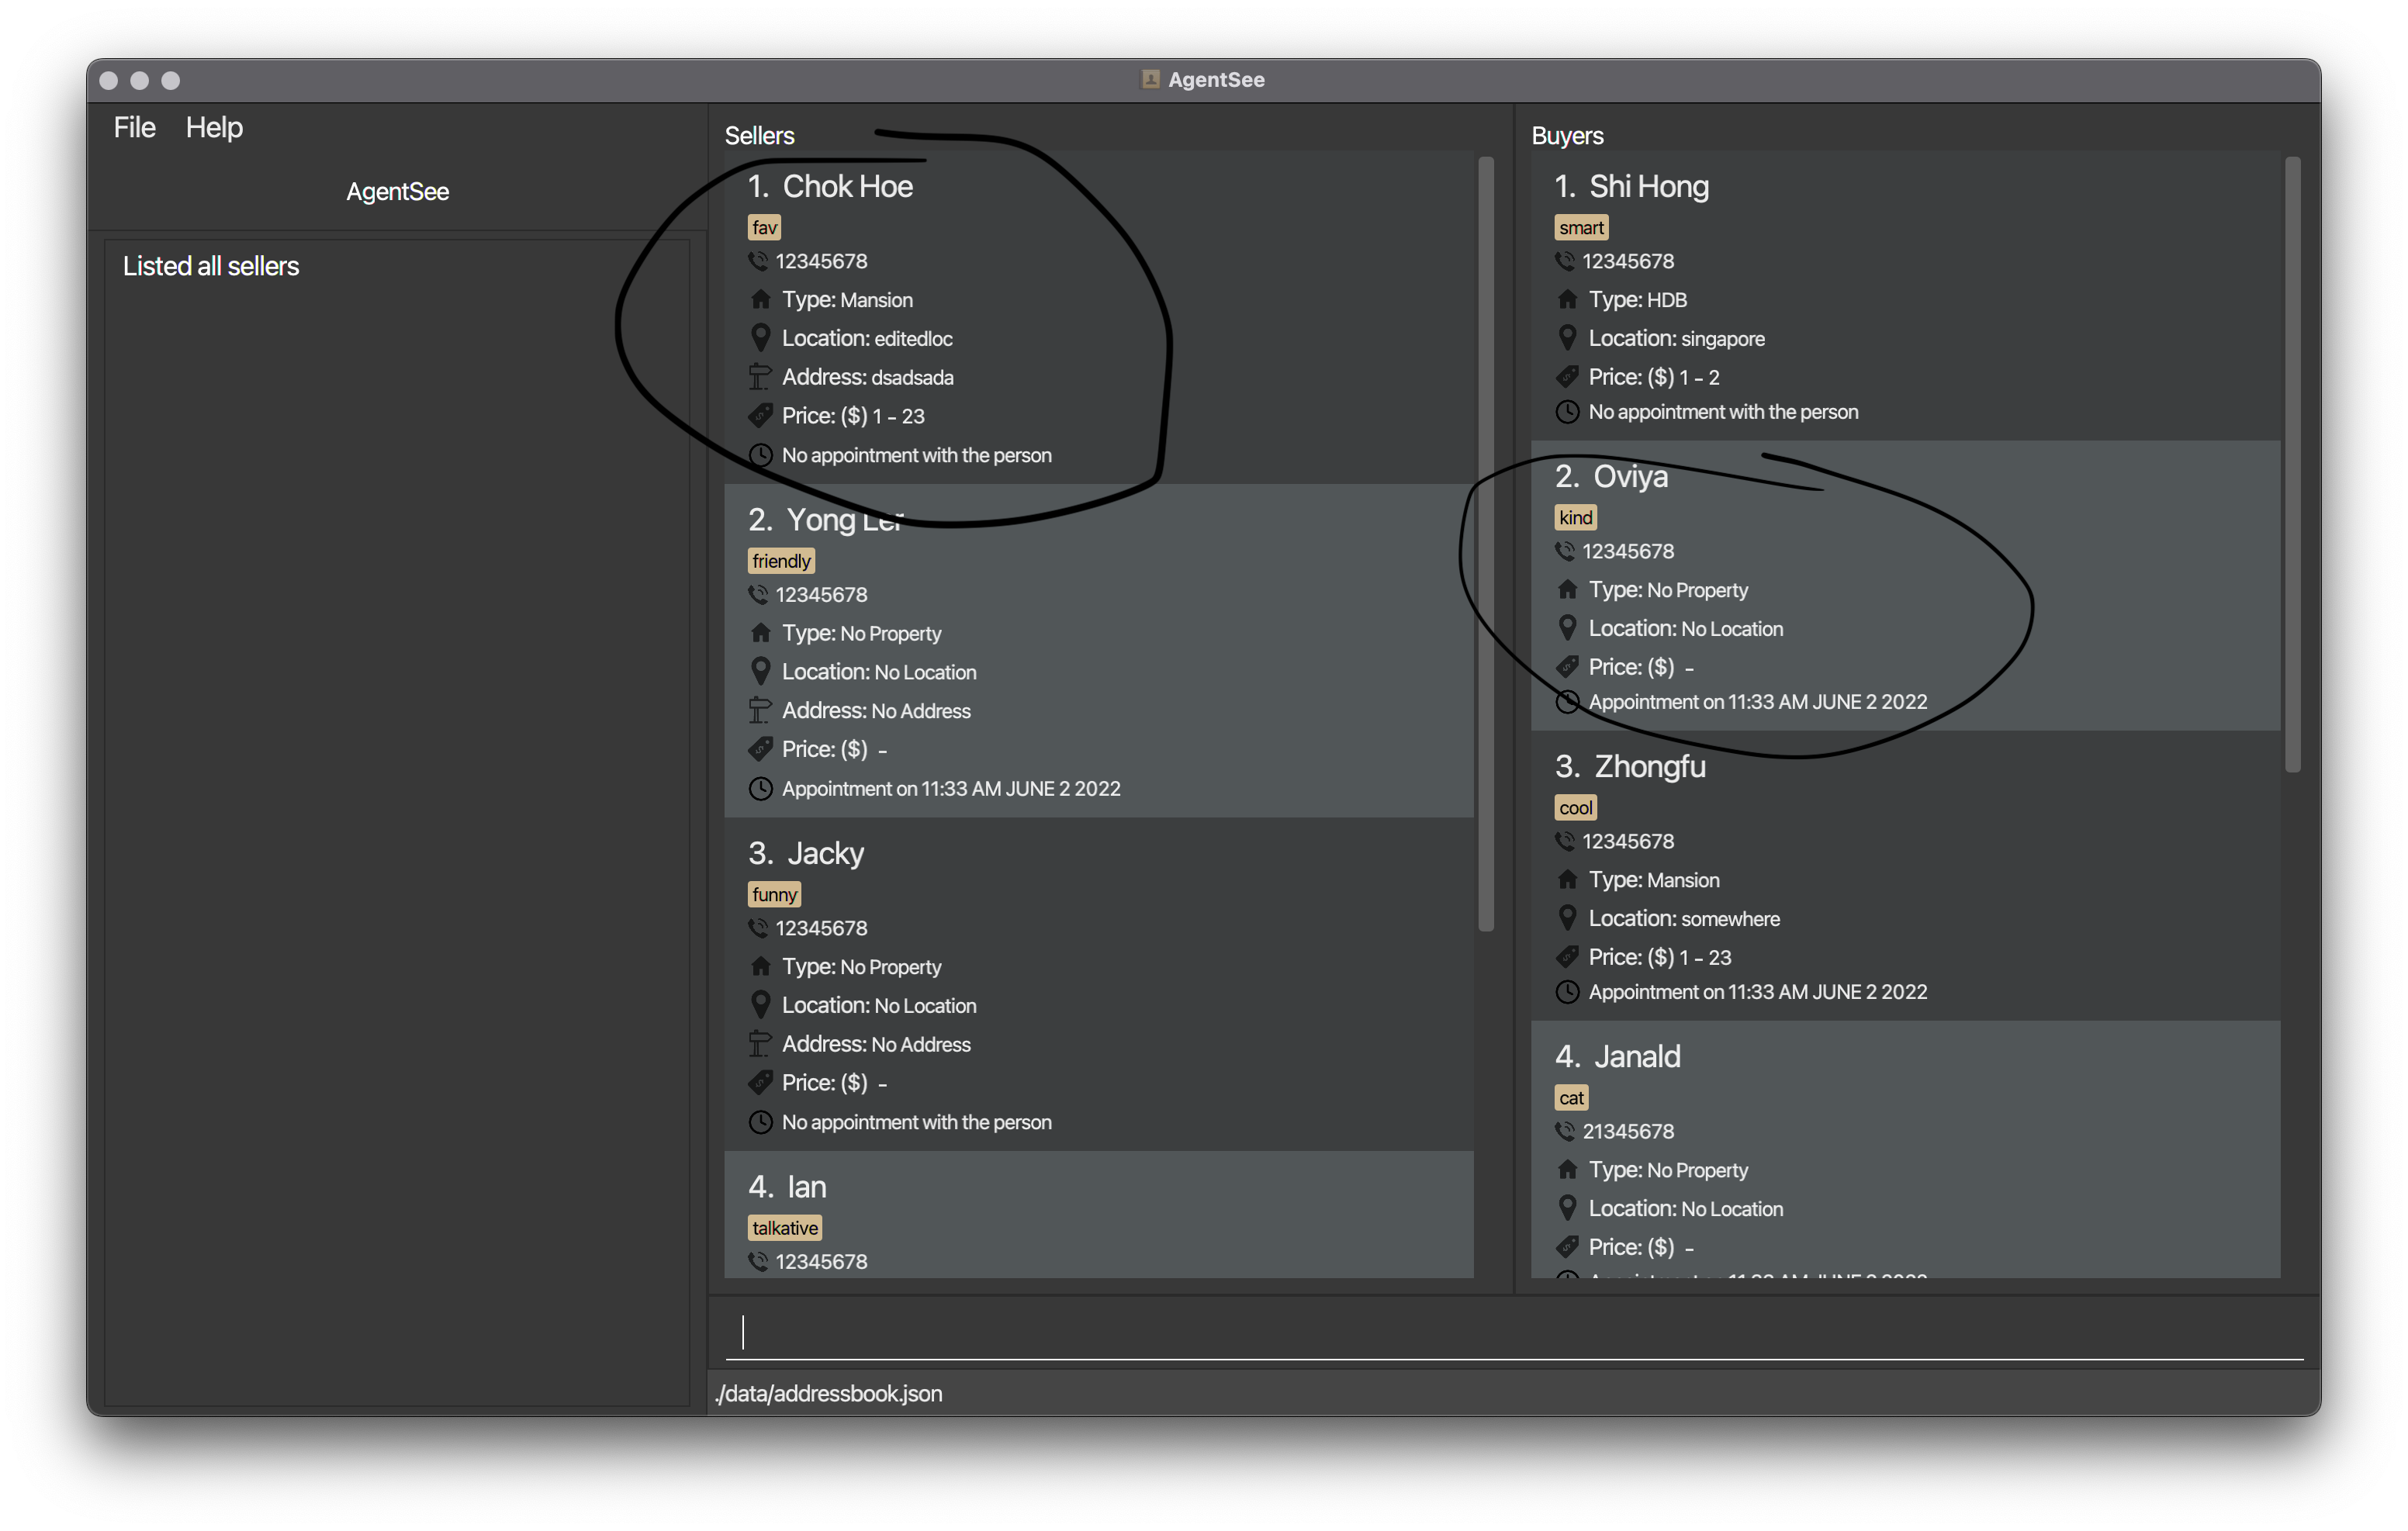 AgentSee
File Help
AgentSee
Listed all sellers
Sellers
1. Chok Hoe
fav
12345678
Type: Mansion
Location: editedloc
Address: dsadsada
Price: ($) 1 - 23
No appointment with the person
2. Yong Ler
friendly
12345678
Type: No Property
Location: No Location
Address: No Address
Price: ($) -
Appointment on 11:33 AM JUNE 2 2022
3. Jacky
funny
12345678
Type: No Property
Location: No Location
Address: No Address
Price: ($) -
No appointment with the person
4. Ian
talkative
12345678
Buyers
1. Shi Hong
smart
12345678
Type: HDB
Location: singapore
Price: ($) 1 - 2
No appointment with the person
2. Oviya
kind
12345678
Type: No Property
Location: No Location
Price: ($) -
Appointment on 11:33 AM JUNE 2 2022
3. Zhongfu
cool
12345678
Type: Mansion
Location: somewhere
Price: ($) 1 - 23
Appointment on 11:33 AM JUNE 2 2022
4. Janald
cat
21345678
Type: No Property
Location: No Location
Price: ($) -
./data/addressbook.json